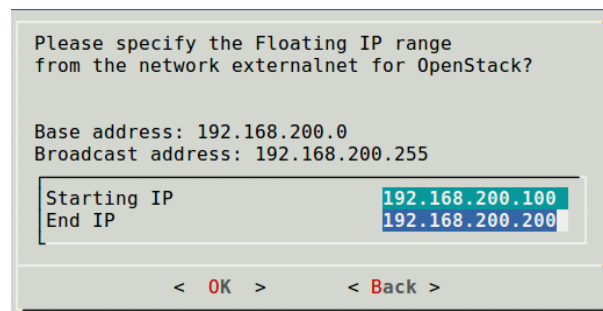 Please specify the Floating IP range
from the network externalnet for OpenStack?
Base address: 192.168.200.0
Broadcast address: 192.168.200.255
Starting IP 192.168.200.100
End IP 192.168.200.200
< OK > < Back >